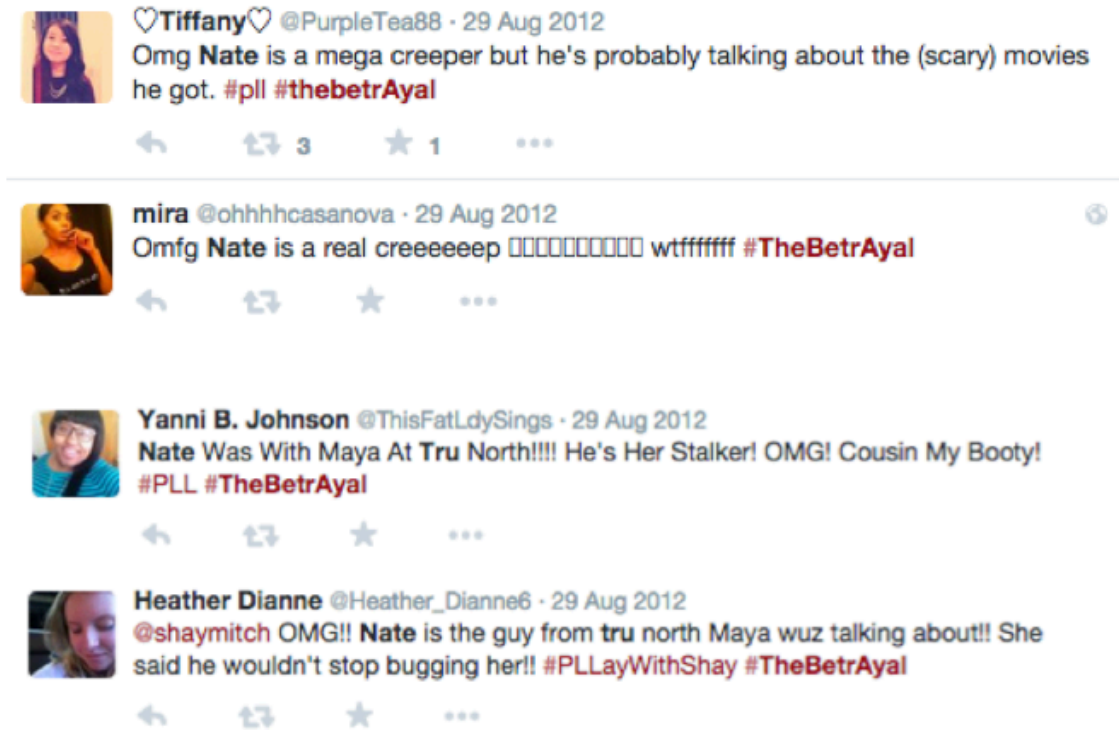 ♡Tiffany♡ @PurpleTea88 · 29 Aug 2012
Omg Nate is a mega creeper but he's probably talking about the (scary) movies
he got. #pll #thebetrAyal
3 1
mira @ohhhhcasanova · 29 Aug 2012
Omfg Nate is a real creeeeeep 󠀠▯▯▯▯▯▯▯▯▯▯ wtfffffff #TheBetrAyal
Yanni B. Johnson @ThisFatLdySings · 29 Aug 2012
Nate Was With Maya At Tru North!!!! He's Her Stalker! OMG! Cousin My Booty!
#PLL #TheBetrAyal
Heather Dianne @Heather_Dianne6 · 29 Aug 2012
@shaymitch OMG!! Nate is the guy from tru north Maya wuz talking about!! She
said he wouldn't stop bugging her!! #PLLayWithShay #TheBetrAyal